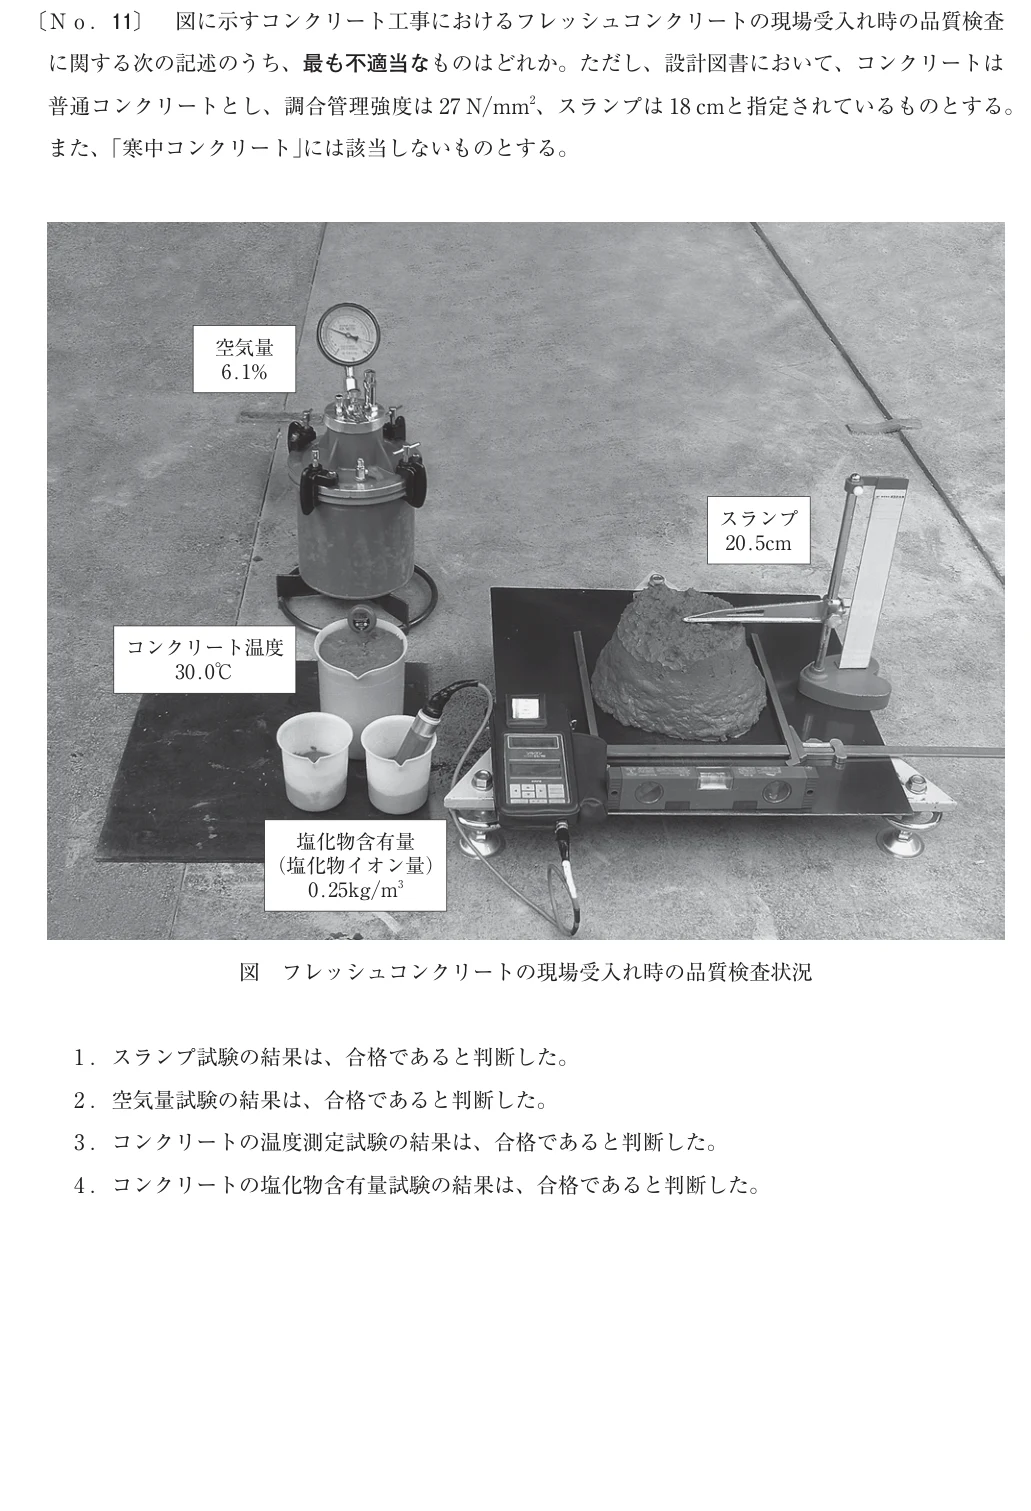 〔Ｎｏ．11〕　図に示すコンクリート工事におけるフレッシュコンクリートの現場受入れ時の品質検査
に関する次の記述のうち、最も不適当なものはどれか。ただし、設計図書において、コンクリートは
普通コンクリートとし、調合管理強度は 27 N/mm²、スランプは 18 cmと指定されているものとする。
また、「寒中コンクリート」には該当しないものとする。
空気量
6.1%
スランプ
20.5cm
コンクリート温度
30.0℃
塩化物含有量
（塩化物イオン量）
0.25kg/m³
図　フレッシュコンクリートの現場受入れ時の品質検査状況
1．スランプ試験の結果は、合格であると判断した。
2．空気量試験の結果は、合格であると判断した。
3．コンクリートの温度測定試験の結果は、合格であると判断した。
4．コンクリートの塩化物含有量試験の結果は、合格であると判断した。